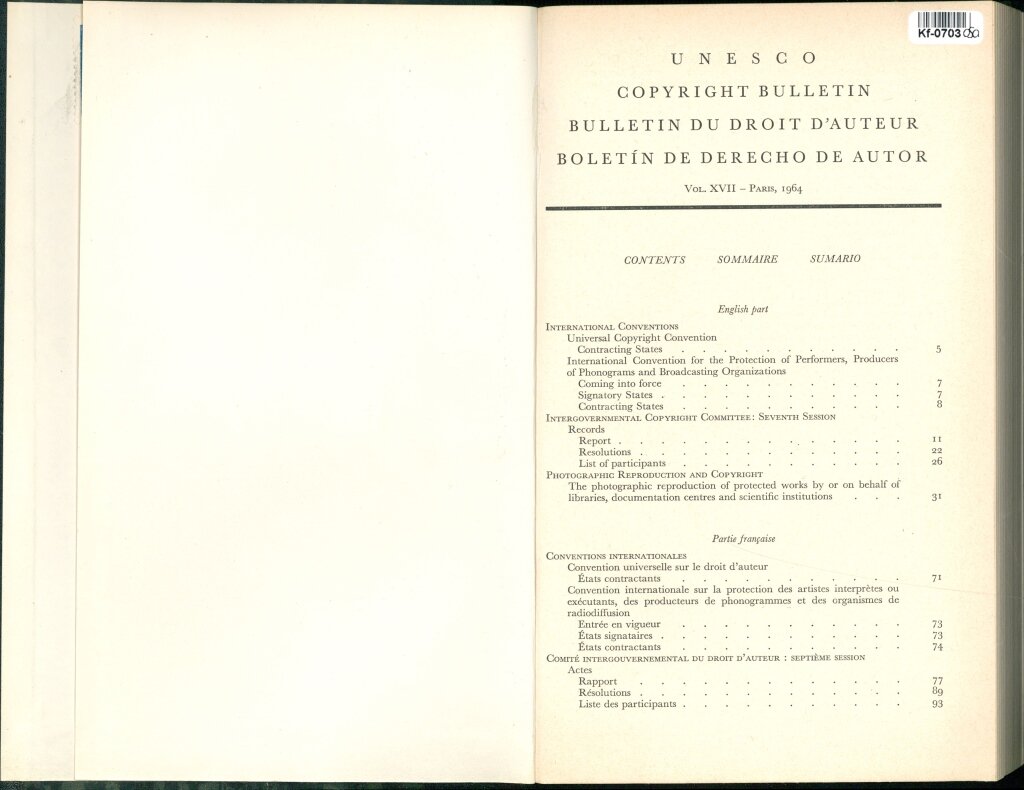 Kf-0703
UNESCO
COPYRIGHT BULLETIN
BULLETIN DU DROIT D'AUTEUR
BOLETÍN DE DERECHO DE AUTOR
VOL. XVII – PARIS, 1964
CONTENTS SOMMAIRE SUMARIO
English part
INTERNATIONAL CONVENTIONS
Universal Copyright Convention
Contracting States . . . . . . . . . . . 5
International Convention for the Protection of Performers, Producers
of Phonograms and Broadcasting Organizations
Coming into force . . . . . . . . . . . 7
Signatory States . . . . . . . . . . . . 7
Contracting States . . . . . . . . . . . 8
INTERGOVERNMENTAL COPYRIGHT COMMITTEE: SEVENTH SESSION
Records
Report . . . . . . . . . . . . . . 11
Resolutions . . . . . . . . . . . . . 22
List of participants . . . . . . . . . . . 26
PHOTOGRAPHIC REPRODUCTION AND COPYRIGHT
The photographic reproduction of protected works by or on behalf of
libraries, documentation centres and scientific institutions . . . 31
Partie française
CONVENTIONS INTERNATIONALES
Convention universelle sur le droit d'auteur
États contractants . . . . . . . . . . . 71
Convention internationale sur la protection des artistes interprètes ou
exécutants, des producteurs de phonogrammes et des organismes de
radiodiffusion
Entrée en vigueur . . . . . . . . . . . 73
États signataires . . . . . . . . . . . . 73
États contractants . . . . . . . . . . . 74
COMITÉ INTERGOUVERNEMENTAL DU DROIT D'AUTEUR : SEPTIÈME SESSION
Actes
Rapport . . . . . . . . . . . . . 77
Résolutions . . . . . . . . . . . . . 89
Liste des participants . . . . . . . . . . . 93